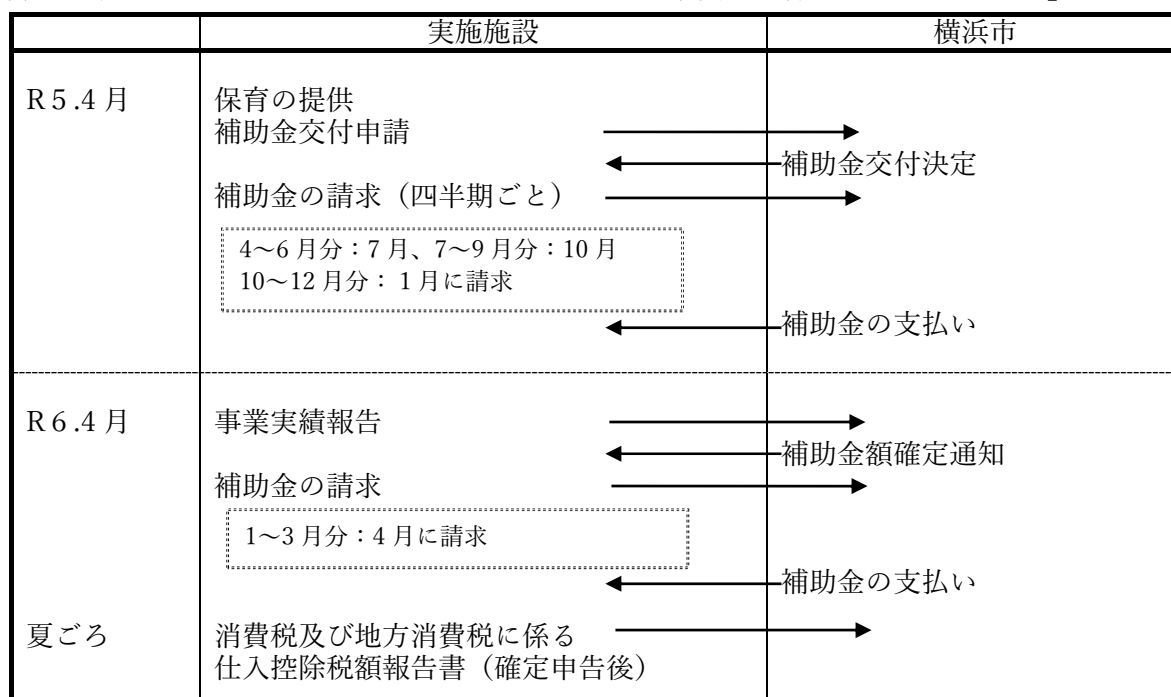 実施施設 横浜市
R5.4月 保育の提供
補助金交付申請
補助金交付決定
補助金の請求（四半期ごと）
4～6月分：7月、7～9月分：10月
10～12月分：1月に請求
補助金の支払い
R6.4月 事業実績報告
補助金額確定通知
補助金の請求
1～3月分：4月に請求
補助金の支払い
夏ごろ 消費税及び地方消費税に係る
仕入控除税額報告書（確定申告後）